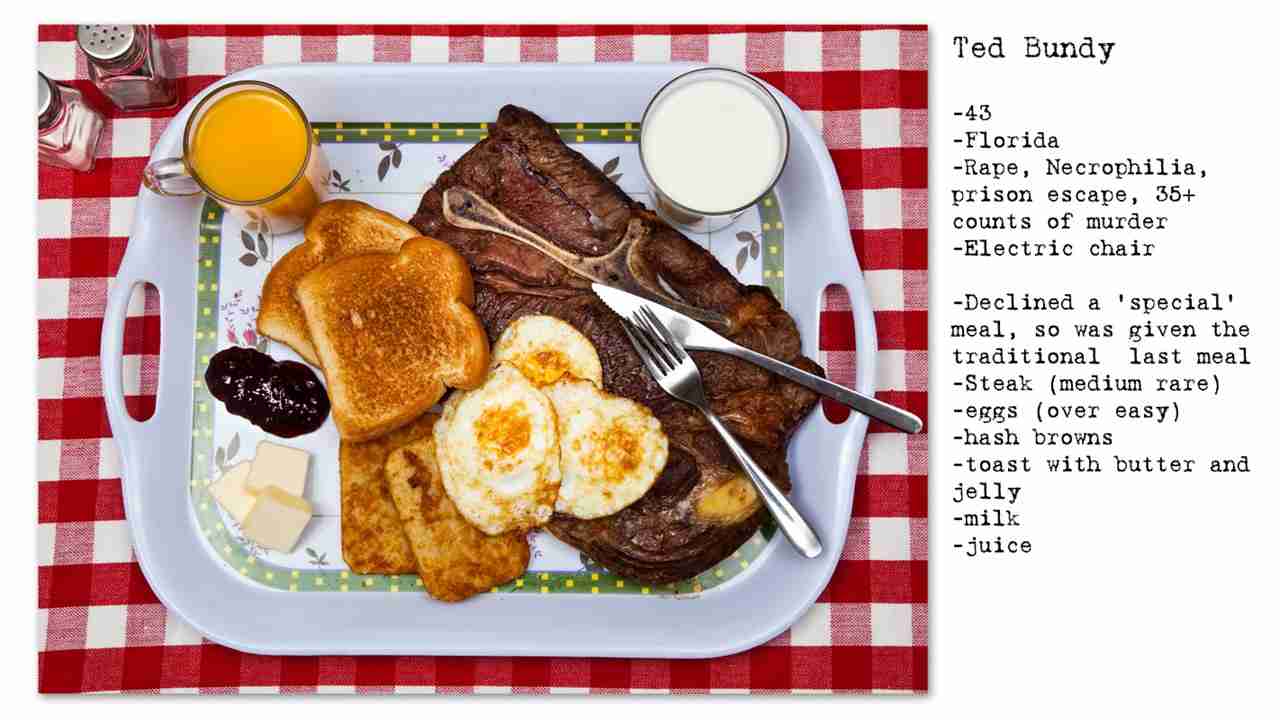 Ted Bundy
-43
-Florida
-Rape, Necrophilia,
prison escape, 35+
counts of murder
-Electric chair
-Declined a 'special'
meal, so was given the
traditional last meal
-Steak (medium rare)
-eggs (over easy)
-hash browns
-toast with butter and
jelly
-milk
-juice